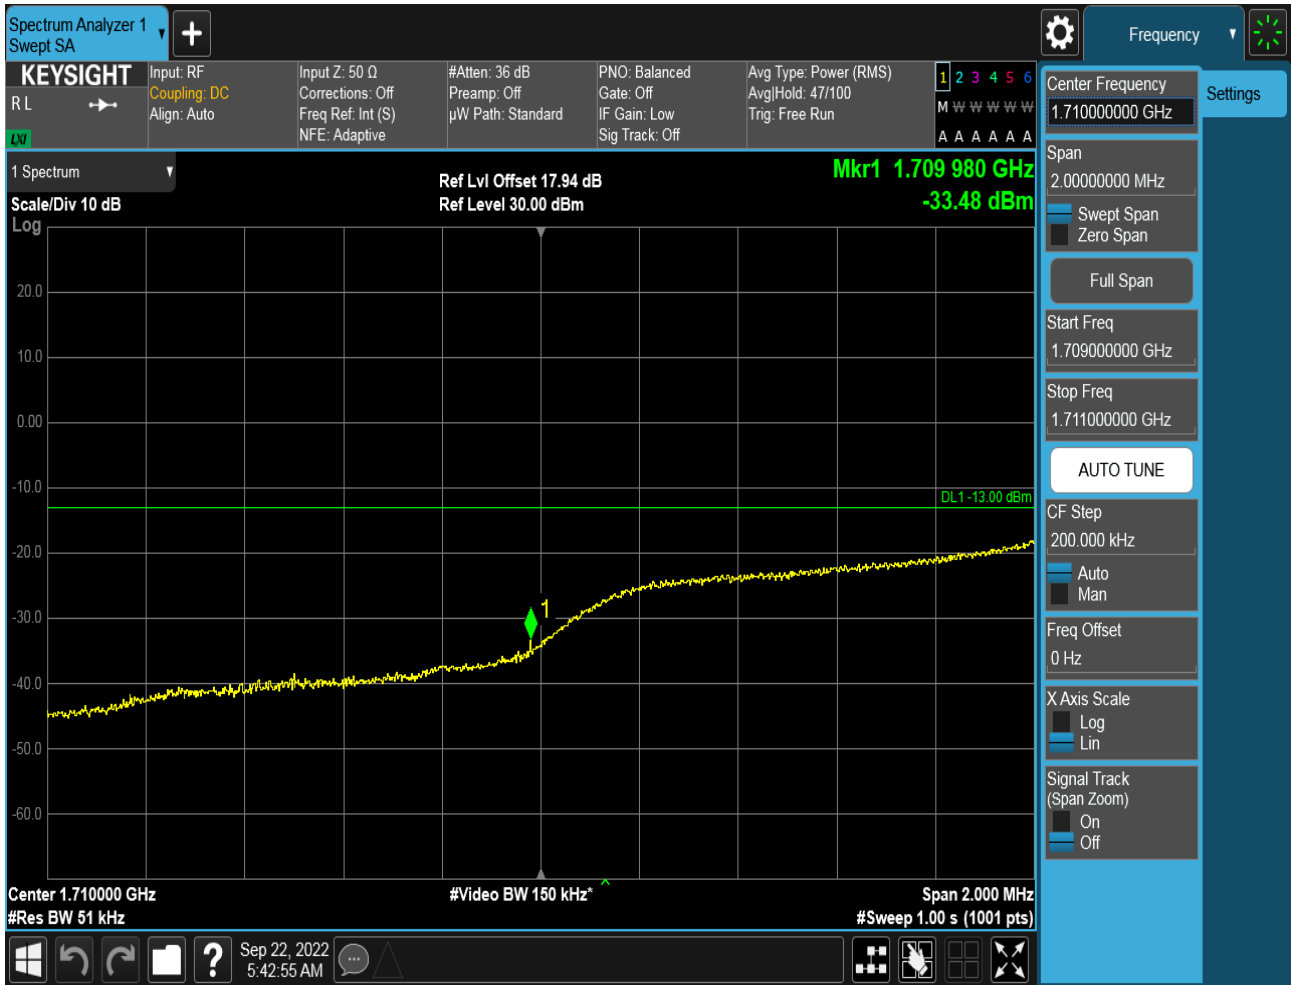 Spectrum Analyzer 1
Swept SA
+
Frequency
KEYSIGHT
R L
LXI
Input: RF
Coupling: DC
Align: Auto
Input Z: 50 Ω
Corrections: Off
Freq Ref: Int (S)
NFE: Adaptive
#Atten: 36 dB
Preamp: Off
µW Path: Standard
PNO: Balanced
Gate: Off
IF Gain: Low
Sig Track: Off
Avg Type: Power (RMS)
Avg|Hold: 47/100
Trig: Free Run
1 2 3 4 5 6
M W W W W W
A A A A A A
1 Spectrum
Scale/Div 10 dB
Log
Ref Lvl Offset 17.94 dB
Ref Level 30.00 dBm
Mkr1 1.709 980 GHz
-33.48 dBm
20.0
10.0
0.00
-10.0
-20.0
-30.0
-40.0
-50.0
-60.0
DL1 -13.00 dBm
1
Center 1.710000 GHz
#Res BW 51 kHz
#Video BW 150 kHz*
Span 2.000 MHz
#Sweep 1.00 s (1001 pts)
Center Frequency
1.710000000 GHz
Settings
Span
2.00000000 MHz
Swept Span
Zero Span
Full Span
Start Freq
1.709000000 GHz
Stop Freq
1.711000000 GHz
AUTO TUNE
CF Step
200.000 kHz
Auto
Man
Freq Offset
0 Hz
X Axis Scale
Log
Lin
Signal Track
(Span Zoom)
On
Off
?
Sep 22, 2022
5:42:55 AM